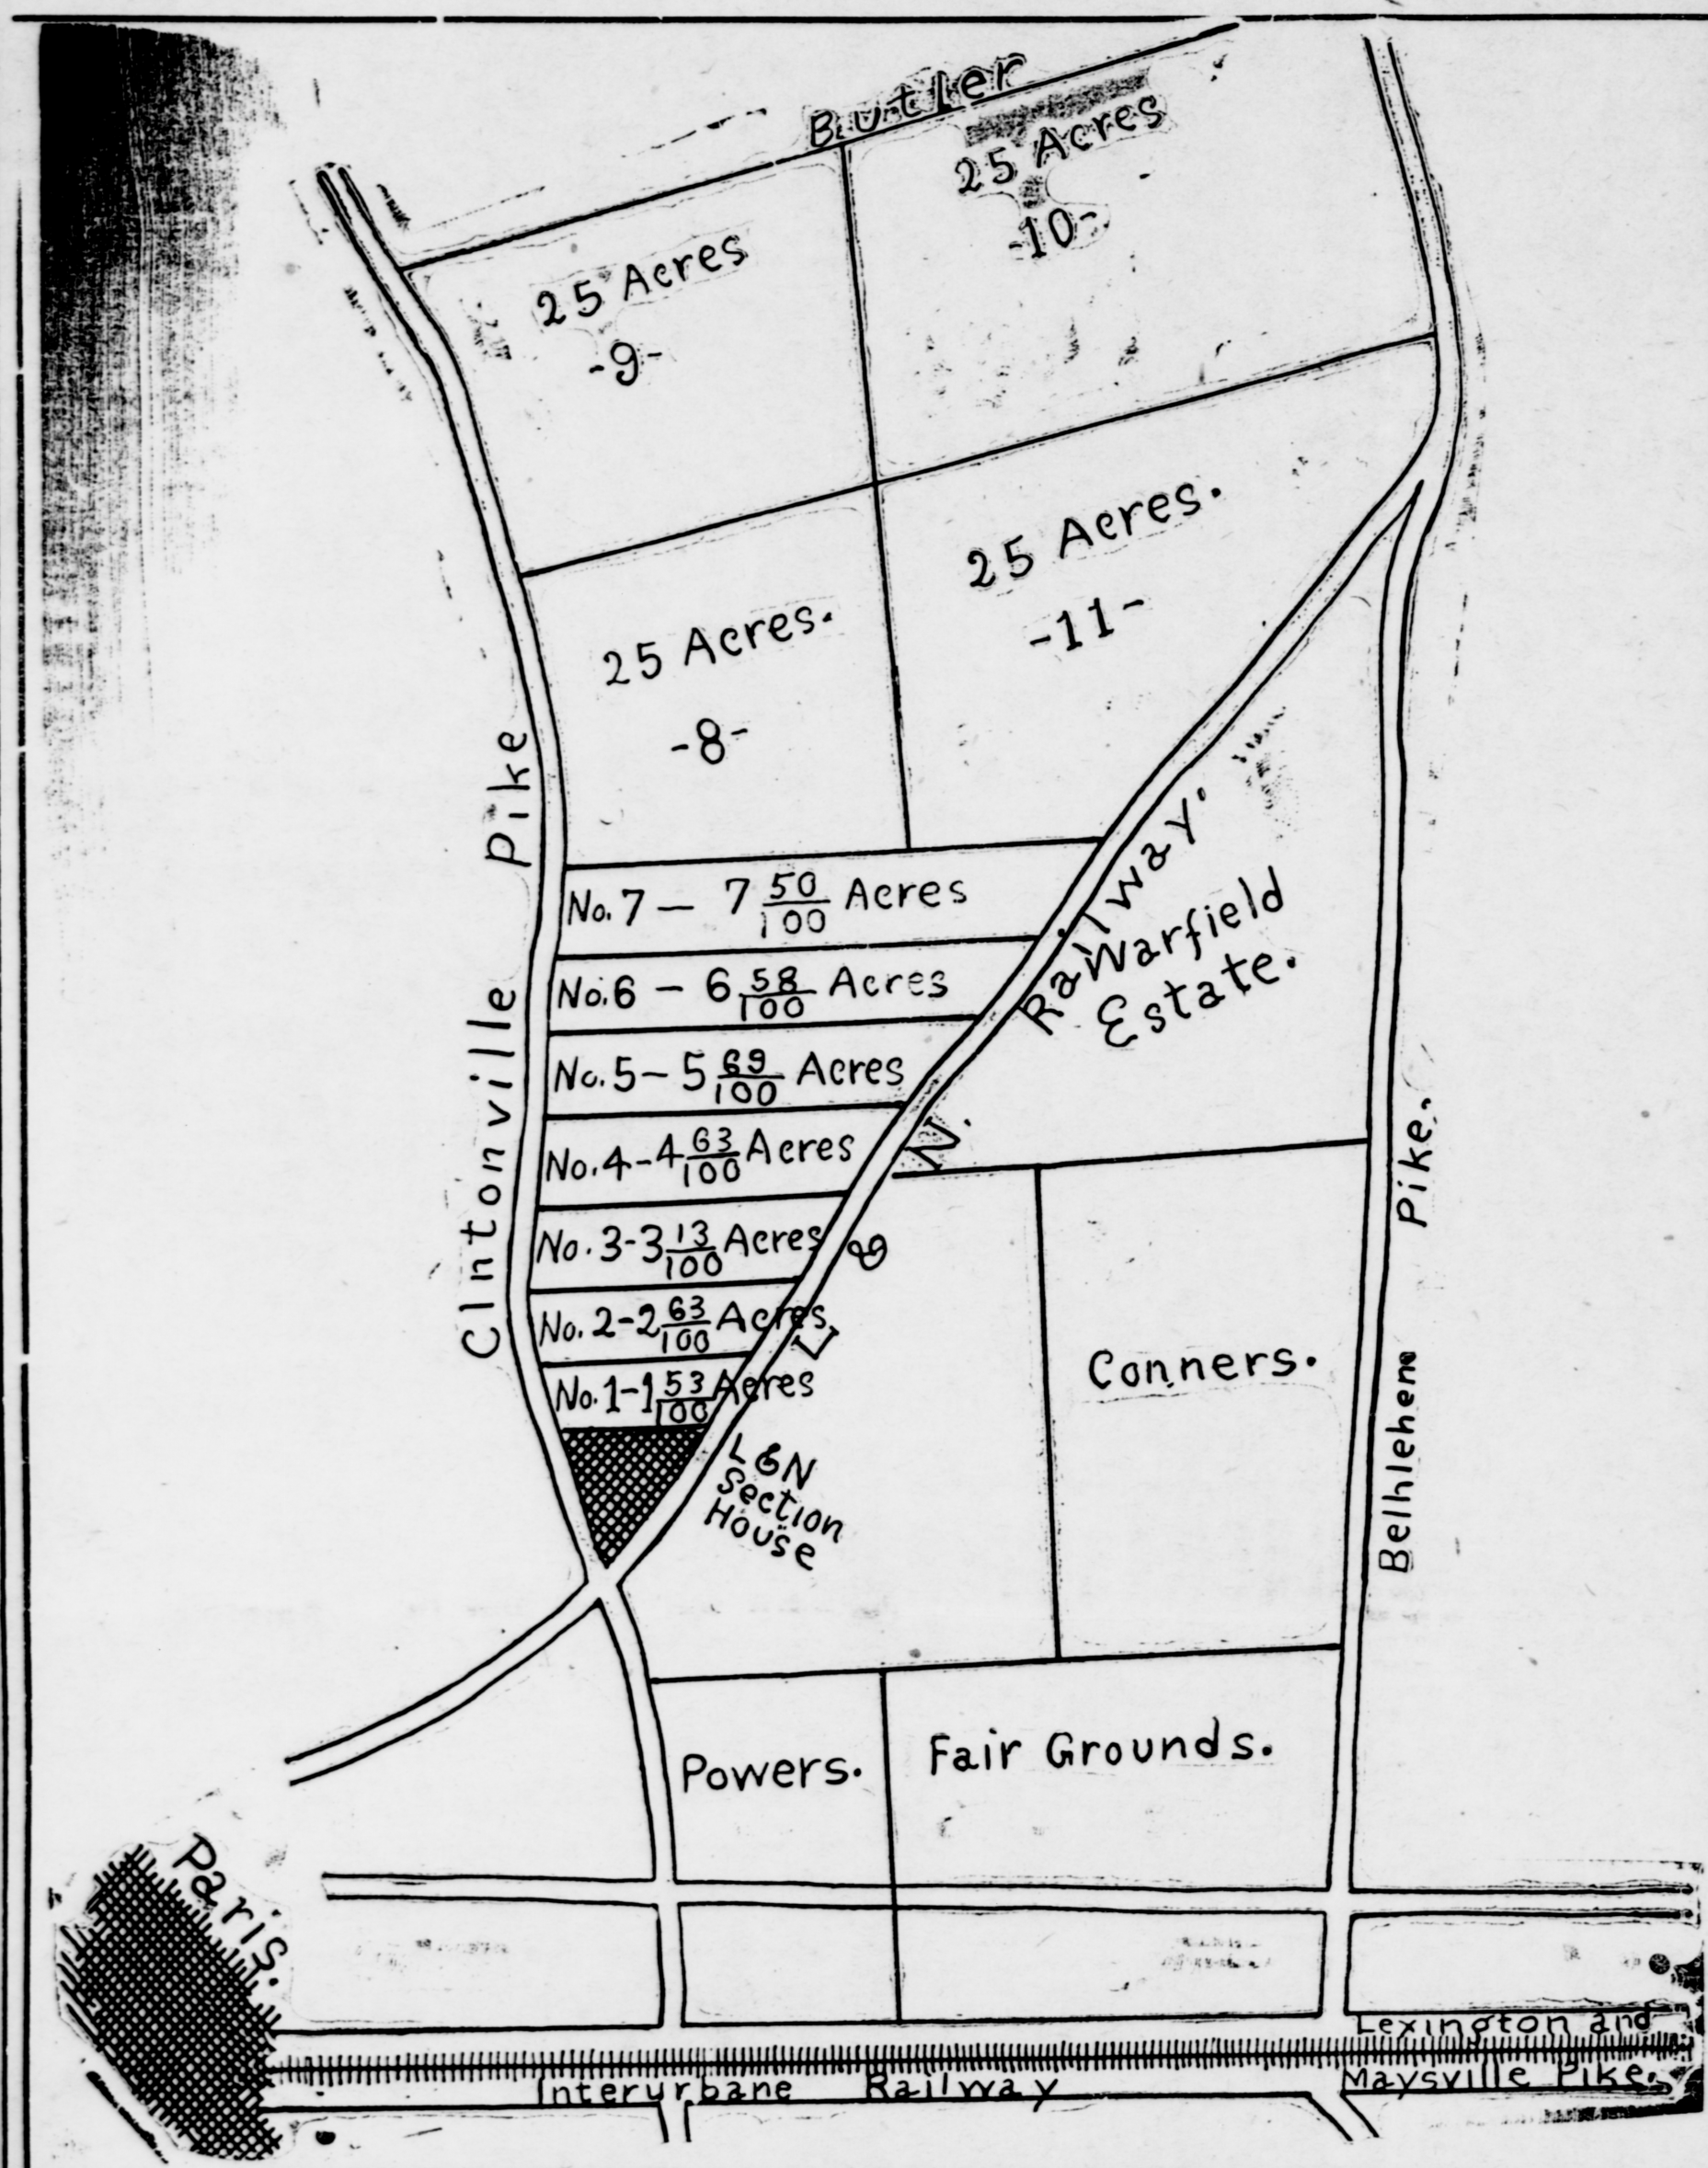 Butler
25 Acres
-10-
25 Acres
-9-
25 Acres.
-11-
25 Acres.
-8-
Clntonville Pike
No. 7 — 7 50/100 Acres
No. 6 — 6 58/100 Acres
No. 5 — 5 69/100 Acres
No. 4 - 4 63/100 Acres
No. 3 - 3 13/100 Acres
No. 2 - 2 63/100 Acres
No. 1 - 1 53/100 Acres
L & N. Railway.
Warfield
Estate.
L & N
Section
House
Conners.
Belhlehem Pike.
Powers.
Fair Grounds.
Paris.
Lexington and
Maysville Pike.
Interurbane Railway